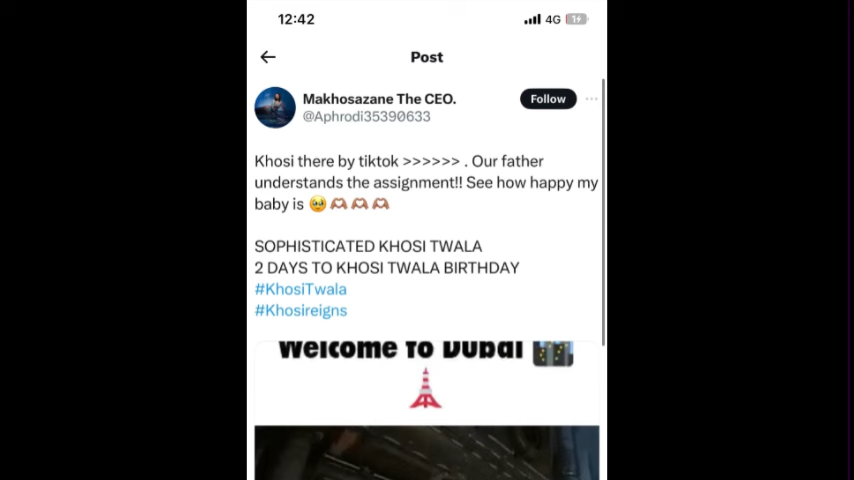 12:42
4G
Post
Makhosazane The CEO.
@Aphrodi35390633
Follow
Khosi there by tiktok >>>>>> . Our father
understands the assignment!! See how happy my
baby is 🥹🫶🏽🫶🏽🫶🏽
SOPHISTICATED KHOSI TWALA
2 DAYS TO KHOSI TWALA BIRTHDAY
#KhosiTwala
#Khosireigns
Welcome To Dubai